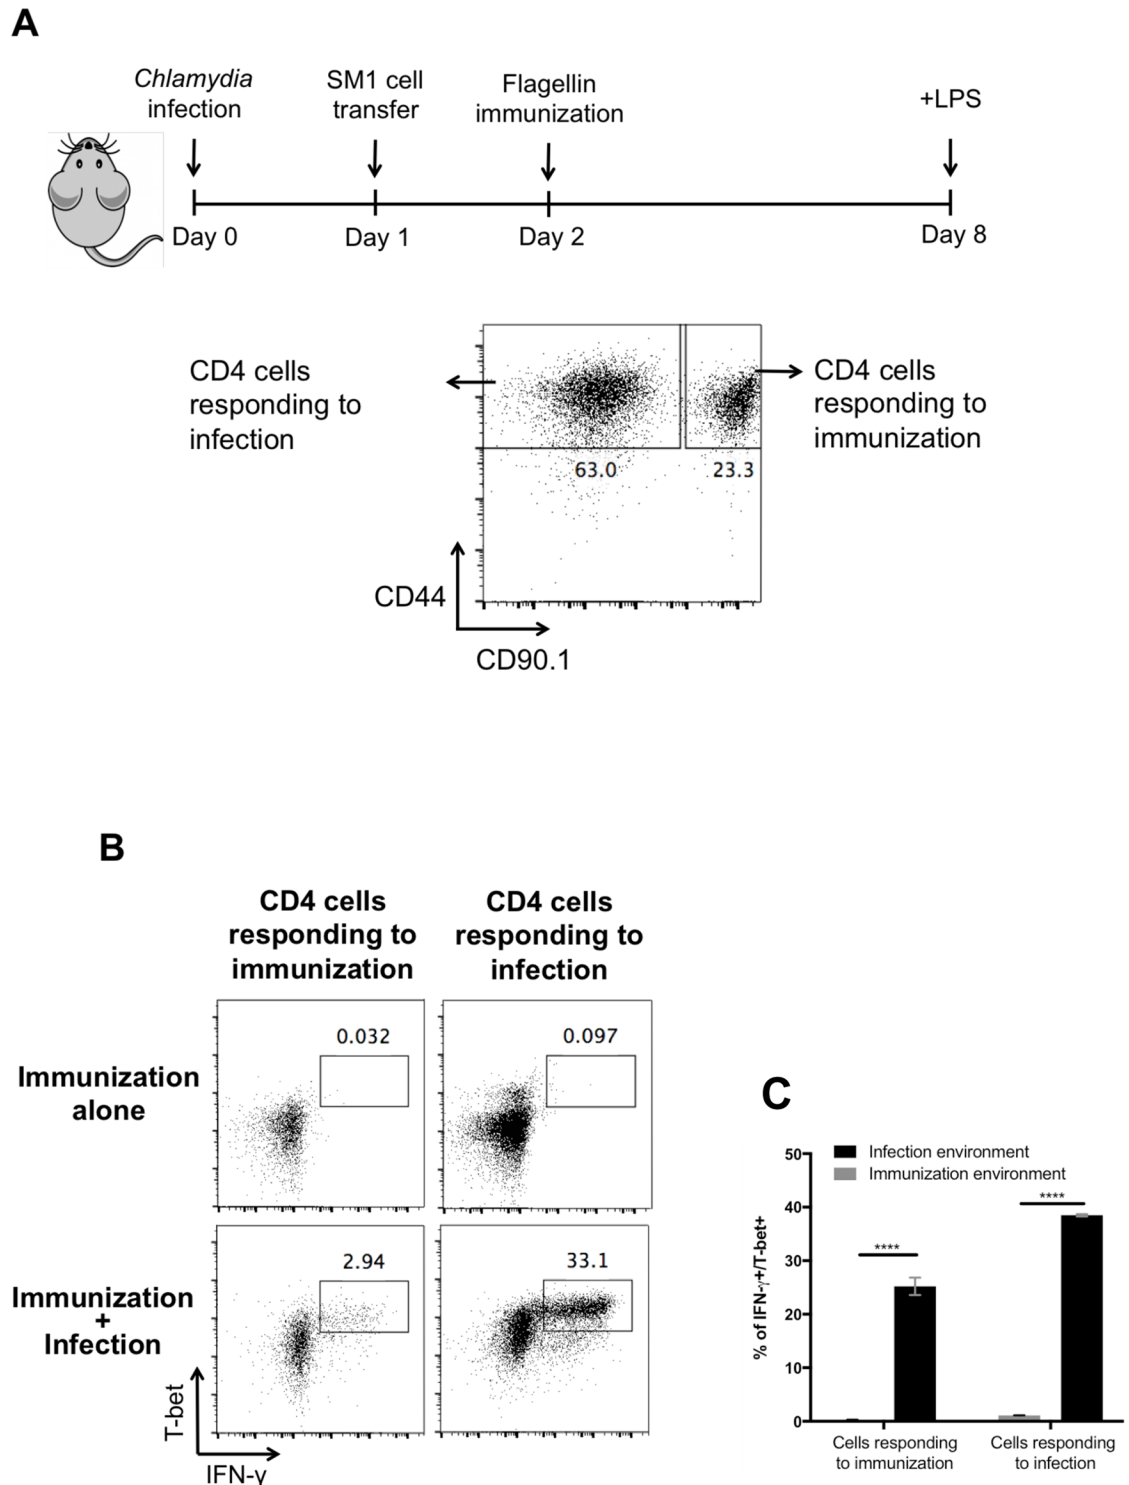 A
Chlamydia
infection
SM1 cell
transfer
Flagellin
immunization
+LPS
Day 0
Day 1
Day 2
Day 8
CD4 cells
responding to
infection
CD4 cells
responding to
immunization
63.0
23.3
CD44
CD90.1
B
CD4 cells
responding to
immunization
CD4 cells
responding to
infection
Immunization
alone
0.032
0.097
Immunization
+
Infection
2.94
33.1
T-bet
IFN-γ
C
Infection environment
Immunization environment
% of IFN-γ+/T-bet+
50
40
30
20
10
0
****
****
Cells responding
to immunization
Cells responding
to infection